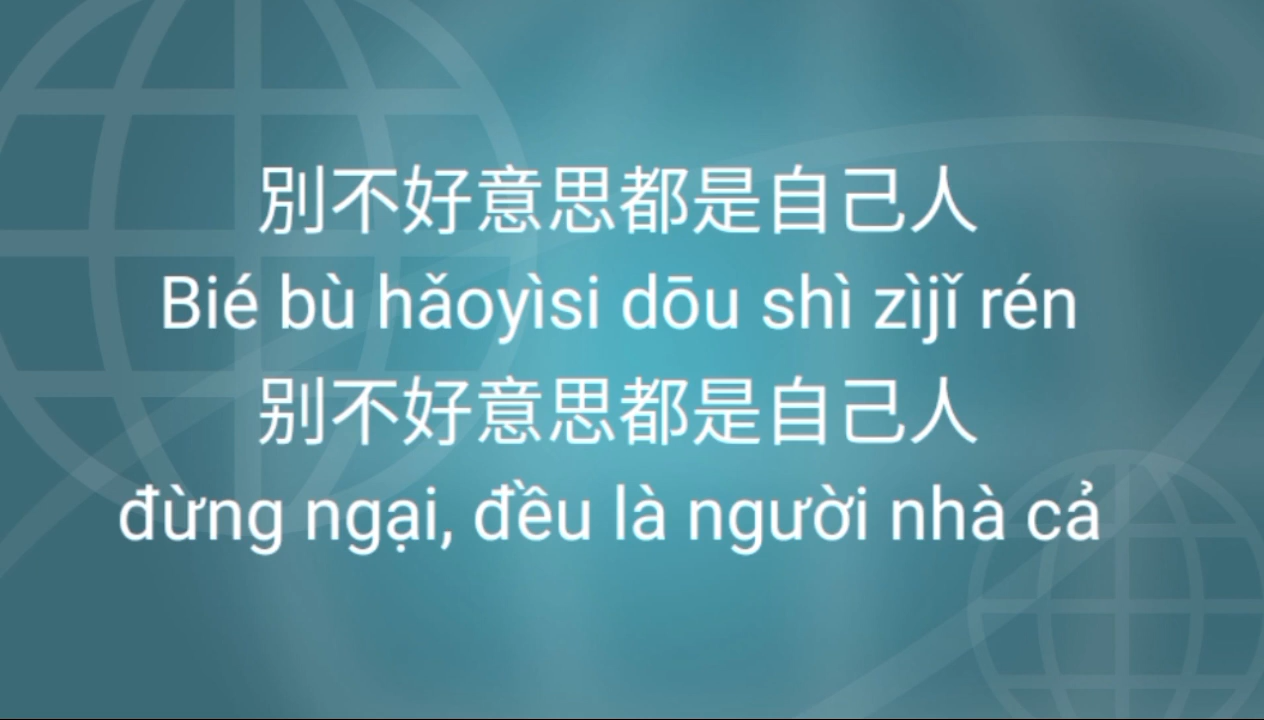 別不好意思都是自己人
Bié bù hǎoyìsi dōu shì zìjǐ rén
别不好意思都是自己人
đừng ngại, đều là người nhà cả